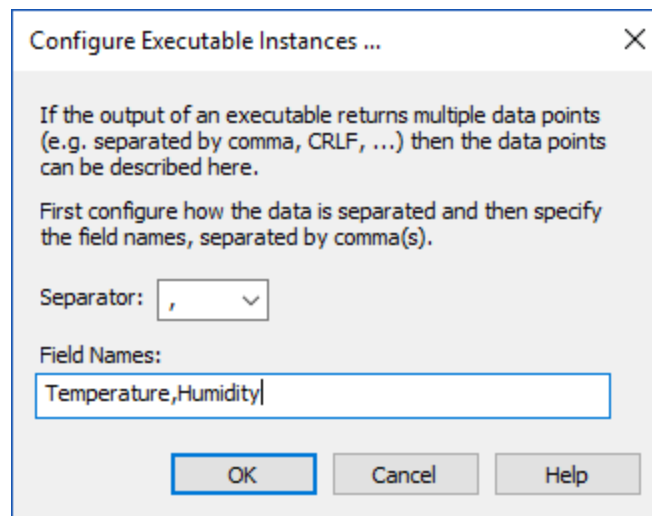 Configure Executable Instances ...
If the output of an executable returns multiple data points
(e.g. separated by comma, CRLF, ...) then the data points
can be described here.
First configure how the data is separated and then specify
the field names, separated by comma(s).
Separator: ,
Field Names:
Temperature,Humidity
OK Cancel Help